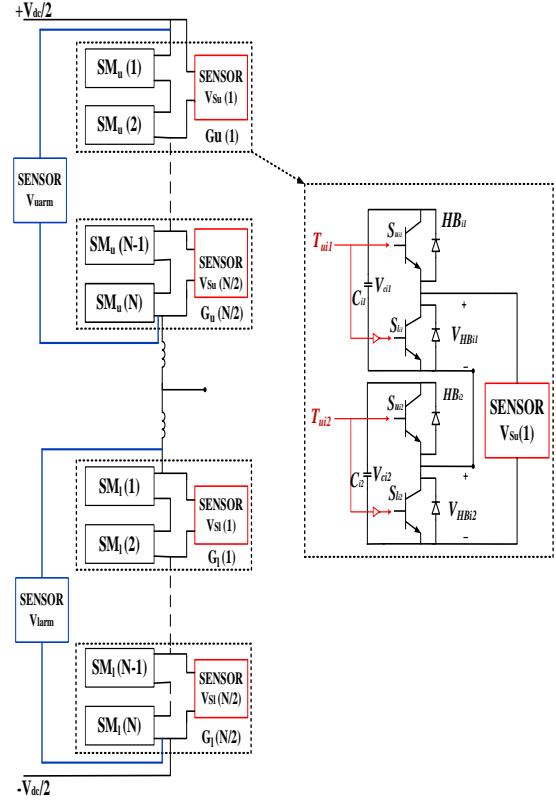 +Vdc/2
SMu(1)
SENSOR
VSu(1)
SMu(2)
Gu(1)
SENSOR
Vuarm
SMu(N-1)
SENSOR
VSu(N/2)
SMu(N)
Gu(N/2)
SMl(1)
SENSOR
VSl(1)
SMl(2)
Gl(1)
SENSOR
Vlarm
SMl(N-1)
SENSOR
VSl(N/2)
SMl(N)
Gl(N/2)
-Vdc/2
HBi1
Sui1
Tui1
Ci1
Vci1
+
Sli1
VHBi1
−
HBi2
Sui2
Tui2
SENSOR
VSu(1)
Ci2
Vci2
+
Sli2
VHBi2
−